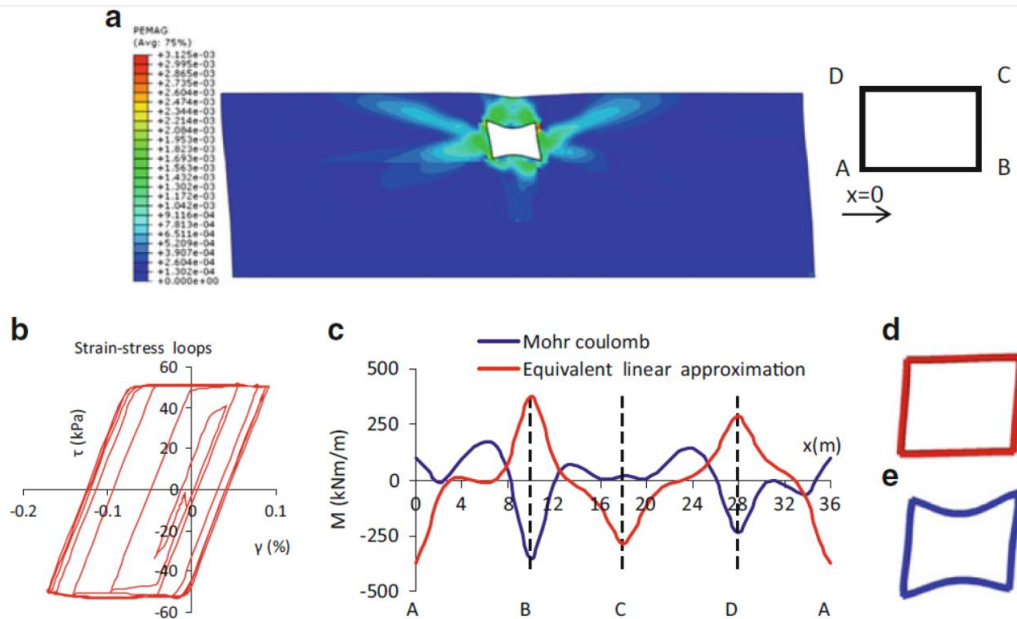 a
PEMAG
(Avg: 75%)
+3.125e-03
+2.995e-03
+2.865e-03
+2.735e-03
+2.604e-03
+2.474e-03
+2.344e-03
+2.214e-03
+2.084e-03
+1.953e-03
+1.823e-03
+1.693e-03
+1.563e-03
+1.432e-03
+1.302e-03
+1.172e-03
+1.042e-03
+9.116e-04
+7.813e-04
+6.511e-04
+5.209e-04
+3.907e-04
+2.604e-04
+1.302e-04
+0.000e+00
D C
A B
x=0
b
Strain-stress loops
60
40
20
0
-20
-40
-60
τ (kPa)
-0.2 -0.1 0 0.1
γ (%)
c
Mohr coulomb
Equivalent linear approximation
500
250
0
-250
-500
M (kNm/m)
x(m)
0 4 8 12 16 20 24 28 32 36
A B C D A
d
e